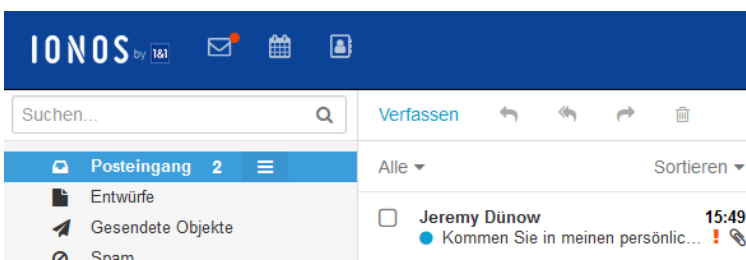 IONOS by 1&1
Suchen...
Verfassen
Posteingang 2
Alle
Sortieren
Entwürfe
Gesendete Objekte
Jeremy Dünow 15:49
Kommen Sie in meinen persönlic... !
Spam